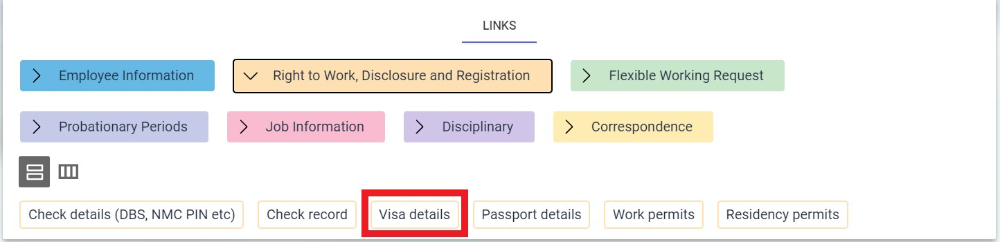 LINKS
Employee Information
Right to Work, Disclosure and Registration
Flexible Working Request
Probationary Periods
Job Information
Disciplinary
Correspondence
Check details (DBS, NMC PIN etc)
Check record
Visa details
Passport details
Work permits
Residency permits